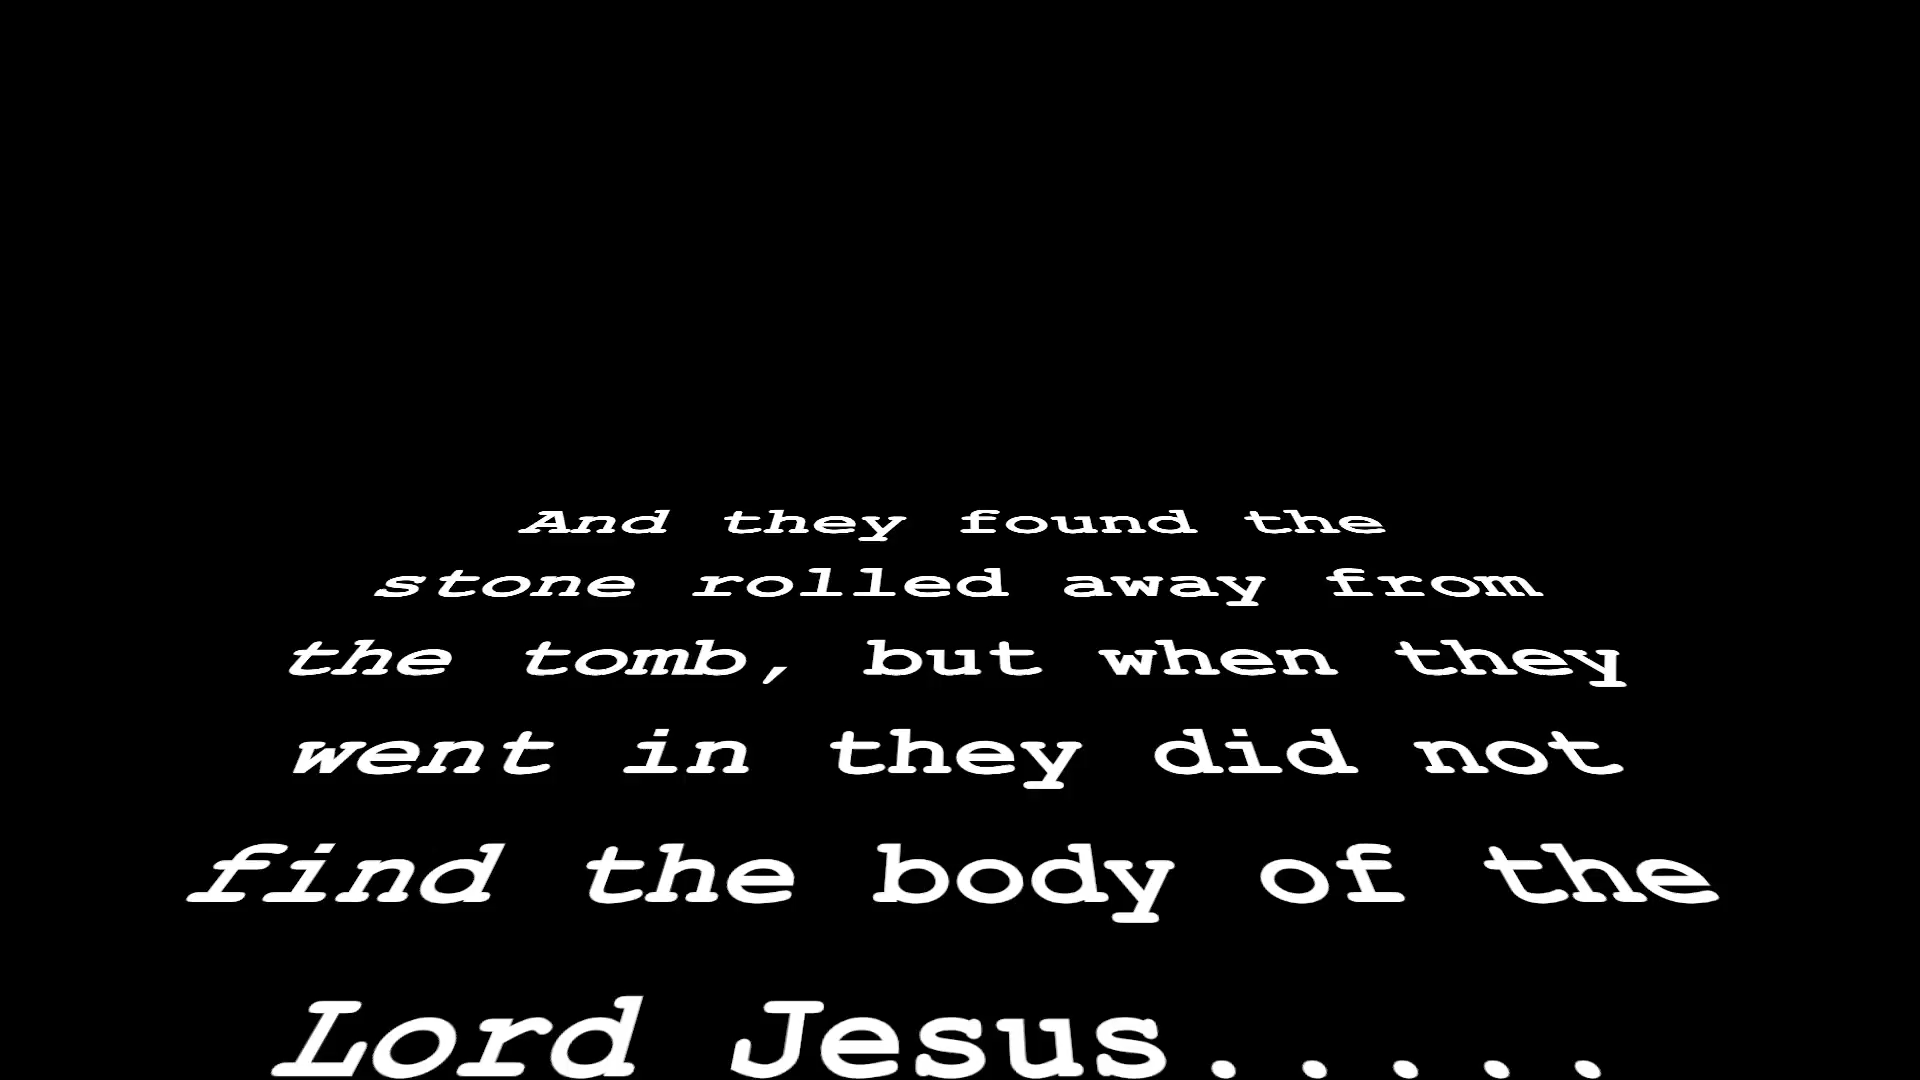 And they found the
stone rolled away from
the tomb, but when they
went in they did not
find the body of the
Lord Jesus.....